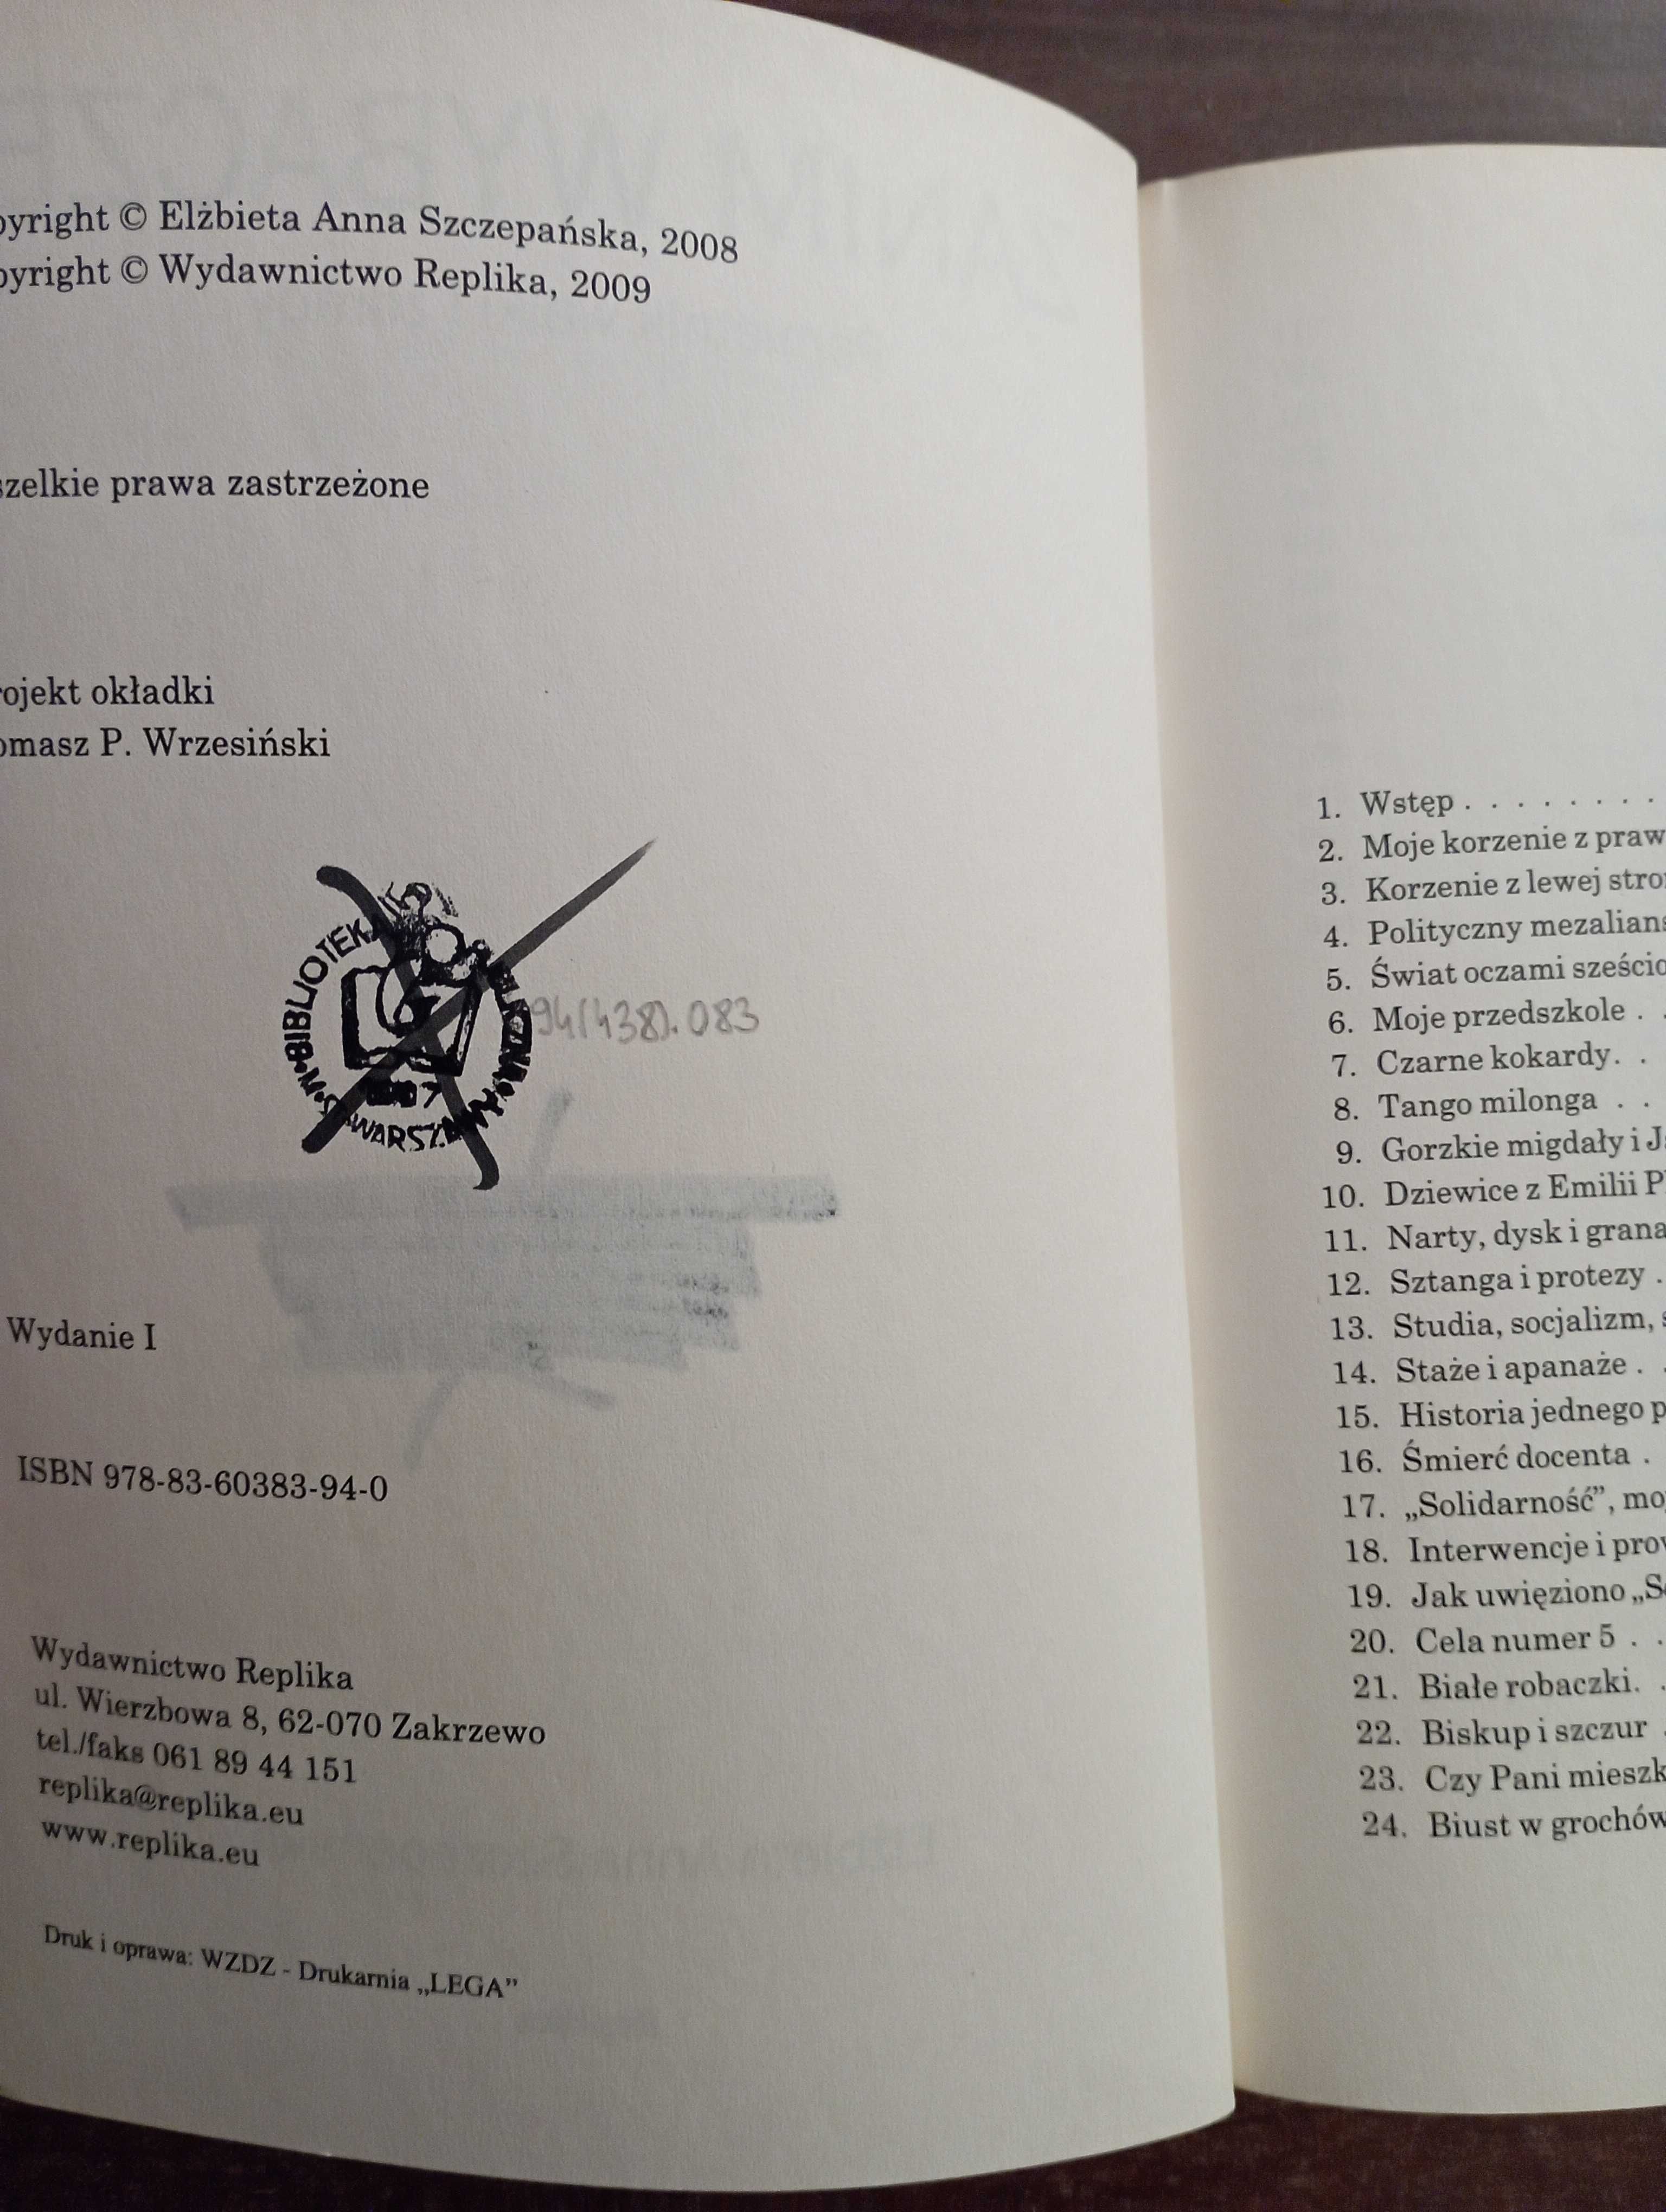 pyright © Elżbieta Anna Szczepańska, 2008
pyright © Wydawnictwo Replika, 2009
szelkie prawa zastrzeżone
rojekt okładki
omasz P. Wrzesiński
BIBLIOTEKA
WARSZAWY
94(438).083
Wydanie I
ISBN 978-83-60383-94-0
Wydawnictwo Replika
ul. Wierzbowa 8, 62-070 Zakrzewo
tel./faks 061 89 44 151
replika@replika.eu
www.replika.eu
Druk i oprawa: WZDZ - Drukarnia „LEGA”
1. Wstęp . . . . . . . .
2. Moje korzenie z praw
3. Korzenie z lewej stro
4. Polityczny mezalians
5. Świat oczami sześcio
6. Moje przedszkole . .
7. Czarne kokardy. . .
8. Tango milonga . .
9. Gorzkie migdały i J
10. Dziewice z Emilii P
11. Narty, dysk i grana
12. Sztanga i protezy .
13. Studia, socjalizm, s
14. Staże i apanaże . .
15. Historia jednego p
16. Śmierć docenta .
17. „Solidarność”, mo
18. Interwencje i prow
19. Jak uwięziono „S
20. Cela numer 5 . .
21. Białe robaczki. .
22. Biskup i szczur .
23. Czy Pani mieszk
24. Biust w grochów